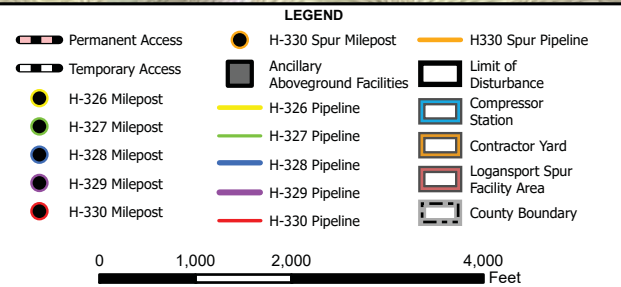 LEGEND
Permanent Access
Temporary Access
H-326 Milepost
H-327 Milepost
H-328 Milepost
H-329 Milepost
H-330 Milepost
H-330 Spur Milepost
Ancillary
Aboveground Facilities
H-326 Pipeline
H-327 Pipeline
H-328 Pipeline
H-329 Pipeline
H-330 Pipeline
H330 Spur Pipeline
Limit of
Disturbance
Compressor
Station
Contractor Yard
Logansport Spur
Facility Area
County Boundary
0 1,000 2,000 4,000
Feet